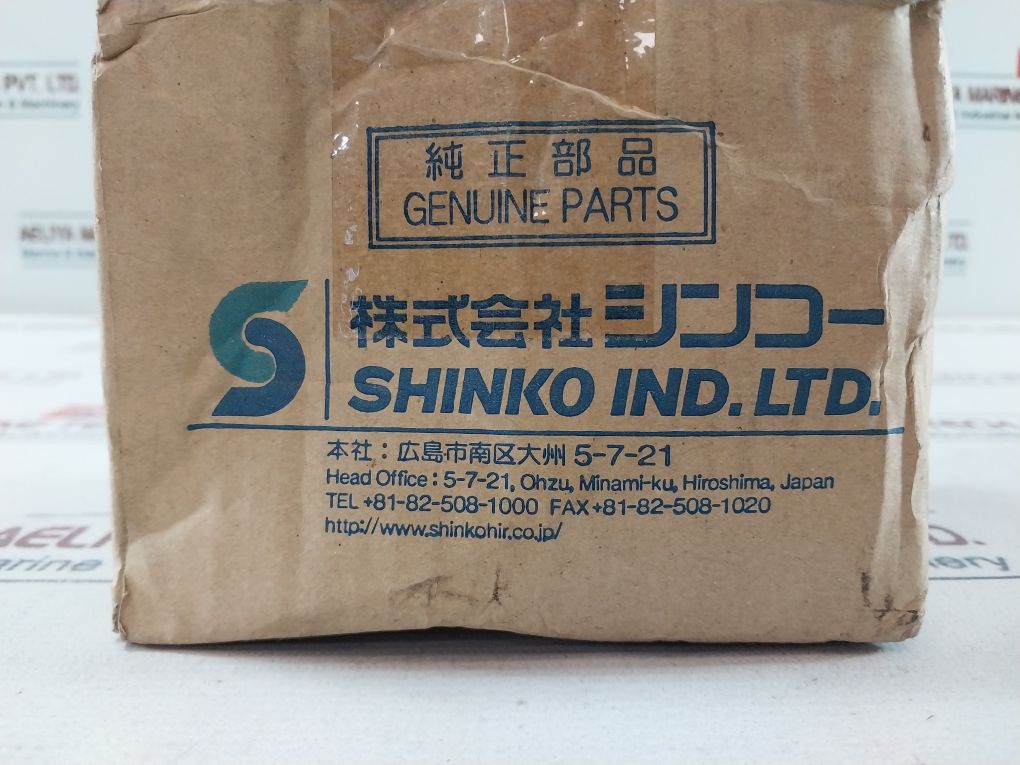 純正部品
GENUINE PARTS
株式会社シンコー
SHINKO IND. LTD.
本社：広島市南区大州 5-7-21
Head Office : 5-7-21, Ohzu, Minami-ku, Hiroshima, Japan
TEL +81-82-508-1000 FAX +81-82-508-1020
http://www.shinkohir.co.jp/
PVT. LTD